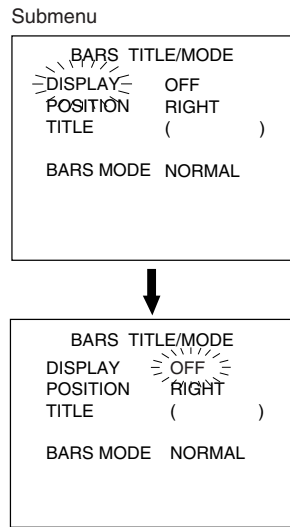 Submenu
BARS TITLE/MODE
DISPLAY OFF
POSITION RIGHT
TITLE ( )
BARS MODE NORMAL
BARS TITLE/MODE
DISPLAY OFF
POSITION RIGHT
TITLE ( )
BARS MODE NORMAL